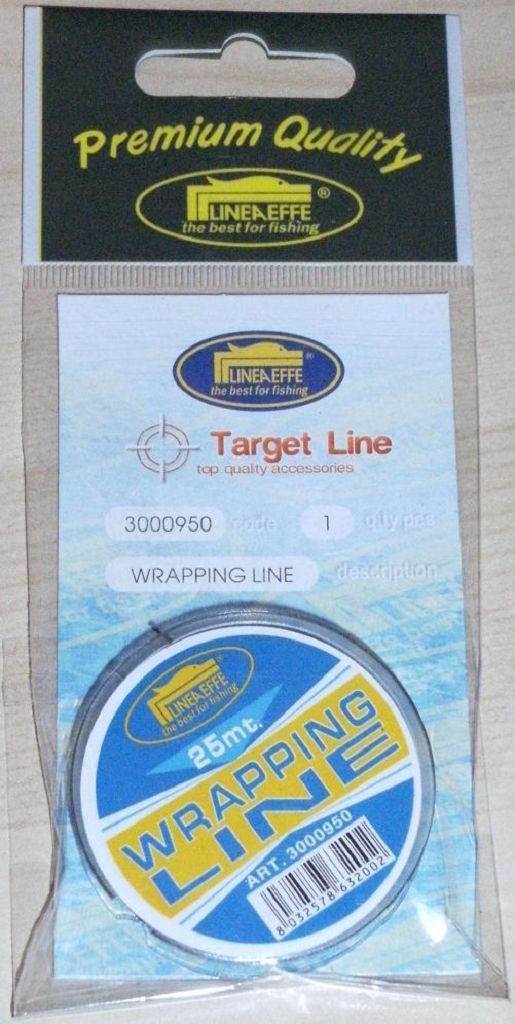 Premium Quality
LINEAEFFE ®
the best for fishing
LINEAEFFE ®
the best for fishing
Target Line
top quality accessories
3000950 code 1 q.ty pcs
WRAPPING LINE description
LINEAEFFE ®
the best for fishing
25mt.
WRAPPING
LINE
ART. 3000950
8 032578 632002